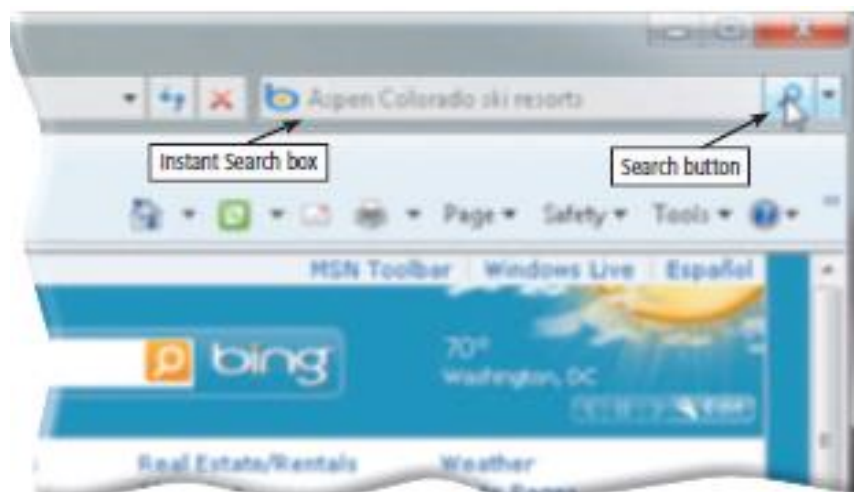 Aspen Colorado ski resorts
Instant Search box
Search button
Page Safety Tools
MSN Toolbar Windows Live Español
bing
70°
Washington, DC
Real Estate/Rentals Weather